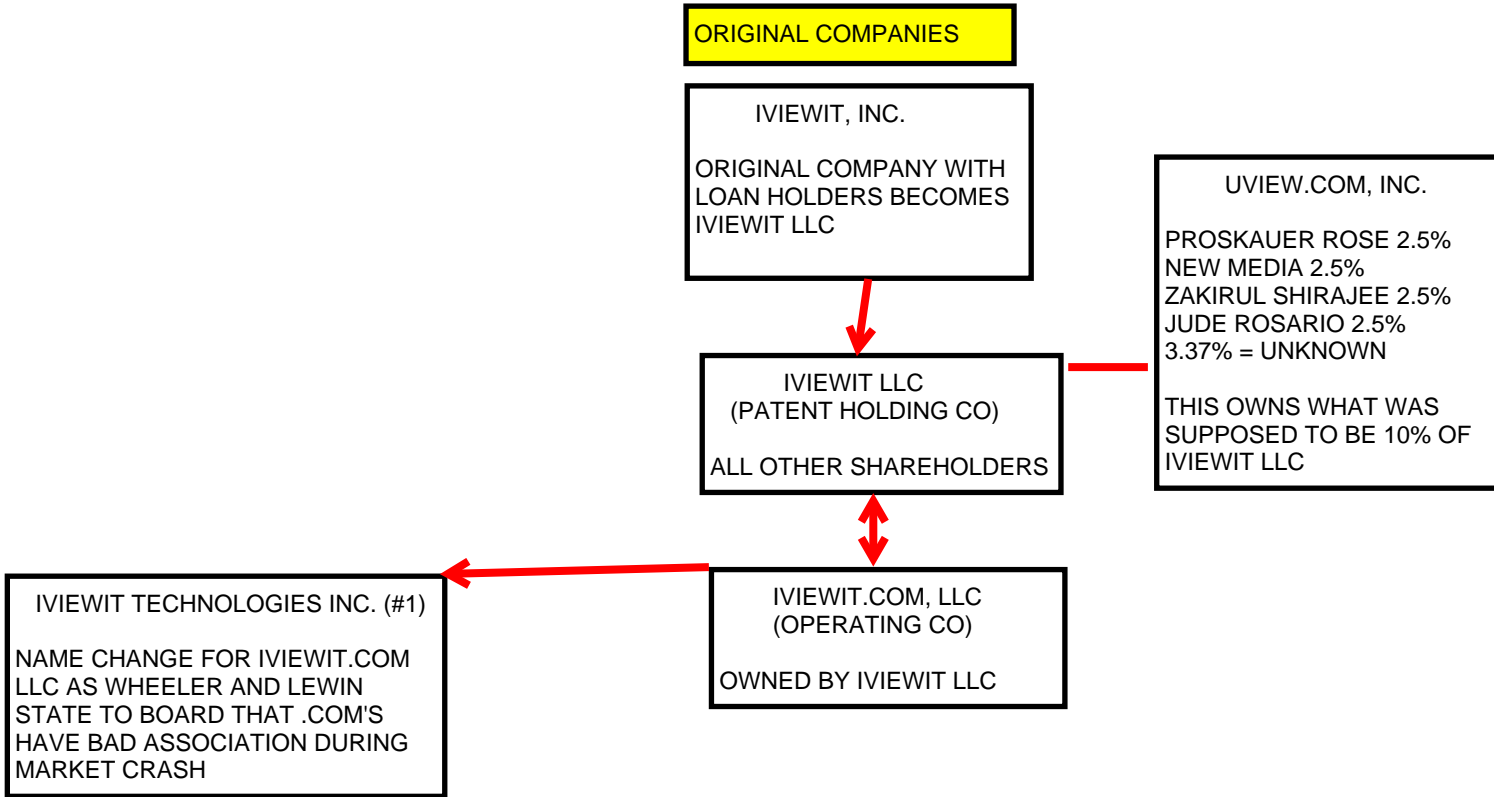 ORIGINAL COMPANIES
IVIEWIT, INC.
ORIGINAL COMPANY WITH
LOAN HOLDERS BECOMES
IVIEWIT LLC
UVIEW.COM, INC.
PROSKAUER ROSE 2.5%
NEW MEDIA 2.5%
ZAKIRUL SHIRAJEE 2.5%
JUDE ROSARIO 2.5%
3.37% = UNKNOWN
THIS OWNS WHAT WAS
SUPPOSED TO BE 10% OF
IVIEWIT LLC
IVIEWIT LLC
(PATENT HOLDING CO)
ALL OTHER SHAREHOLDERS
IVIEWIT TECHNOLOGIES INC. (#1)
NAME CHANGE FOR IVIEWIT.COM
LLC AS WHEELER AND LEWIN
STATE TO BOARD THAT .COM'S
HAVE BAD ASSOCIATION DURING
MARKET CRASH
IVIEWIT.COM, LLC
(OPERATING CO)
OWNED BY IVIEWIT LLC